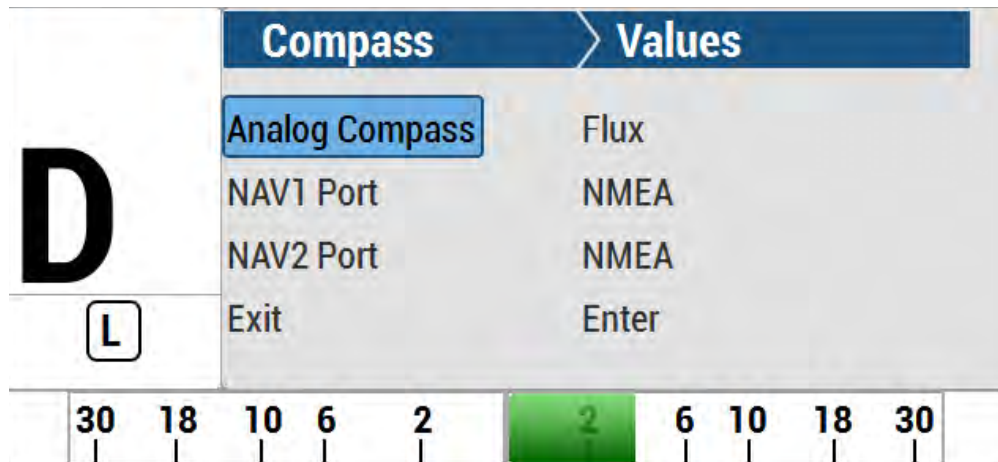 Compass Values
Analog Compass Flux
NAV1 Port NMEA
D
NAV2 Port NMEA
L
Exit Enter
30 18 10 6 2 2 6 10 18 30